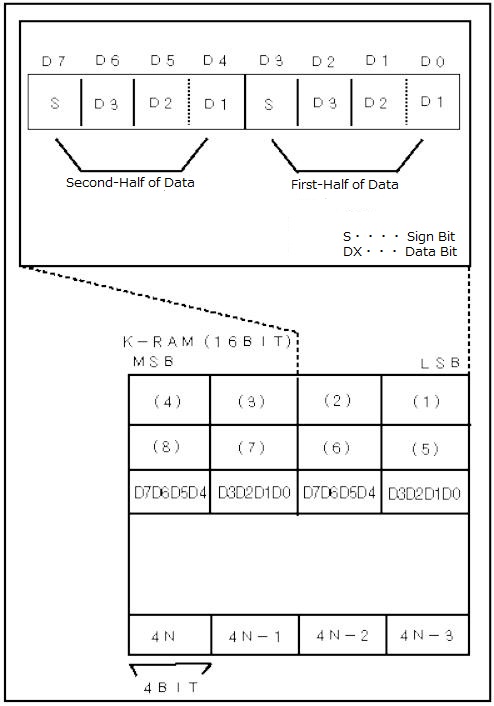 D7 D6 D5 D4 D3 D2 D1 D0
S D3 D2 D1 S D3 D2 D1
Second-Half of Data First-Half of Data
S・・・・ Sign Bit
DX・・・ Data Bit
K-RAM (16BIT)
MSB LSB
(4) (3) (2) (1)
(8) (7) (6) (5)
D7D6D5D4 D3D2D1D0 D7D6D5D4 D3D2D1D0
4N 4N-1 4N-2 4N-3
4BIT